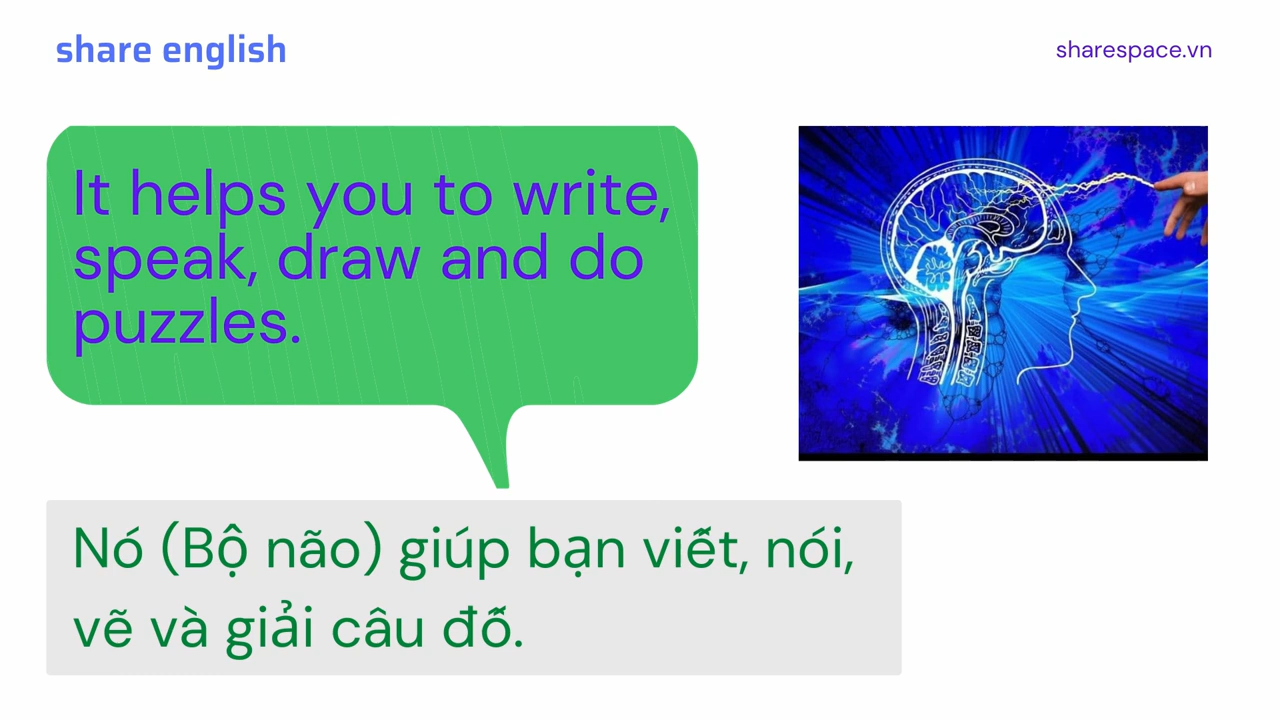 share english
sharespace.vn
It helps you to write,
speak, draw and do
puzzles.
Nó (Bộ não) giúp bạn viết, nói,
vẽ và giải câu đố.